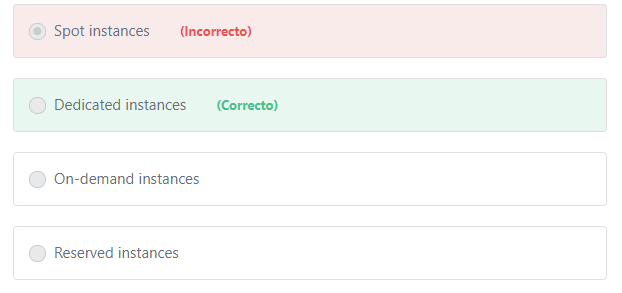 Spot instances (Incorrecto)
Dedicated instances (Correcto)
On-demand instances
Reserved instances